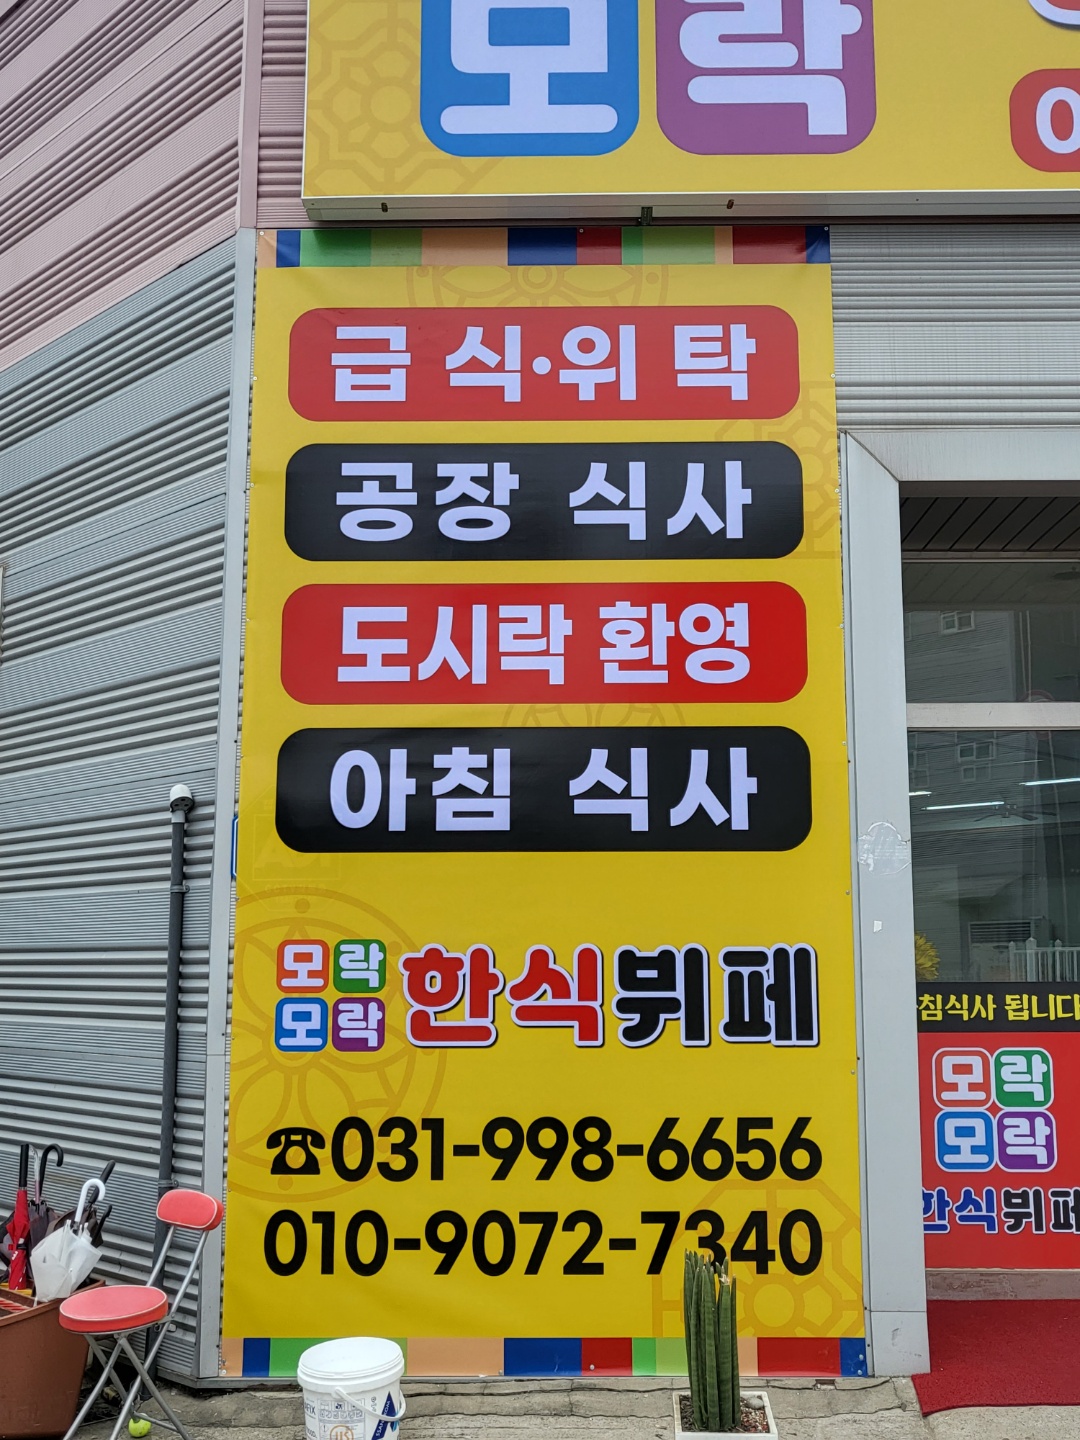 모락
급식·위탁
공장 식사
도시락 환영
아침 식사
모락
모락
한식뷔페
☎031-998-6656
010-9072-7340
침식사 됩니다
모락
모락
한식뷔페